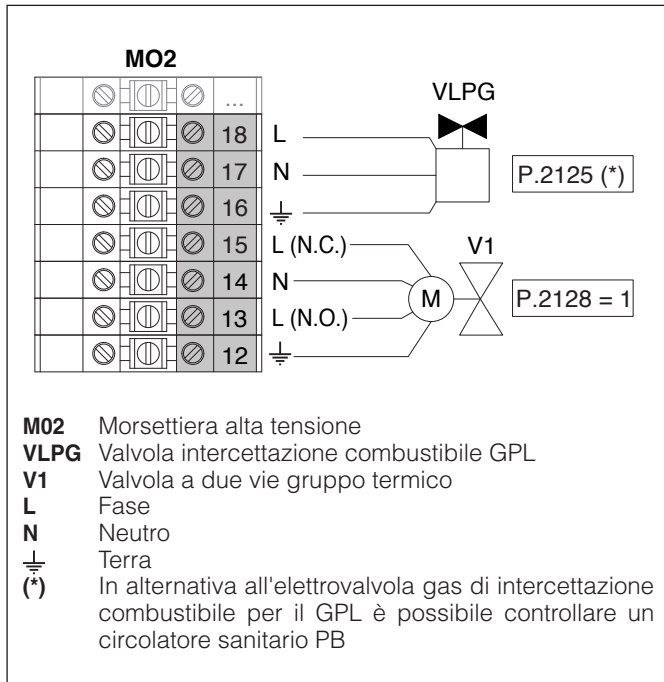 MO2
...
VLPG
18 L
17 N
P.2125 (*)
16
15 L (N.C.)
V1
14 N
M
P.2128 = 1
13 L (N.O.)
12
M02 Morsettiera alta tensione
VLPG Valvola intercettazione combustibile GPL
V1 Valvola a due vie gruppo termico
L Fase
N Neutro
⏚ Terra
(*) In alternativa all'elettrovalvola gas di intercettazione
combustibile per il GPL è possibile controllare un
circolatore sanitario PB